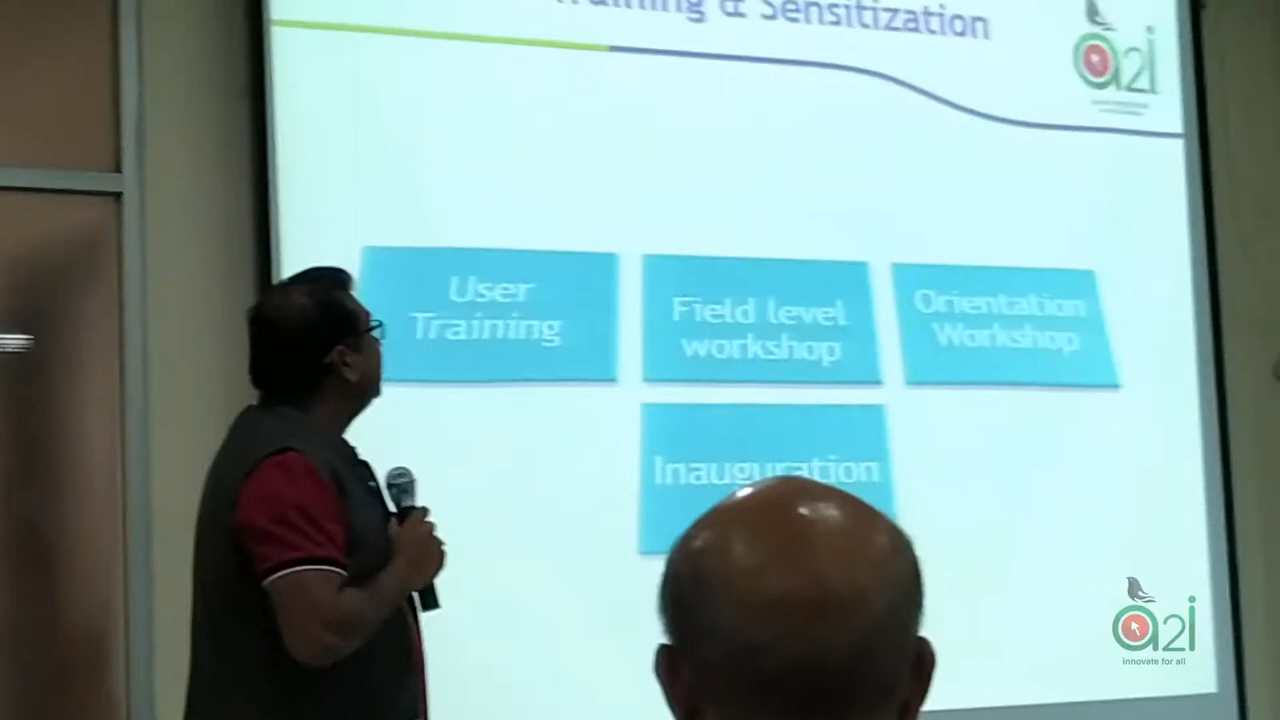 Training & Sensitization
a2i
User
Training
Field level
workshop
Orientation
Workshop
Inauguration
a2i
innovate for all